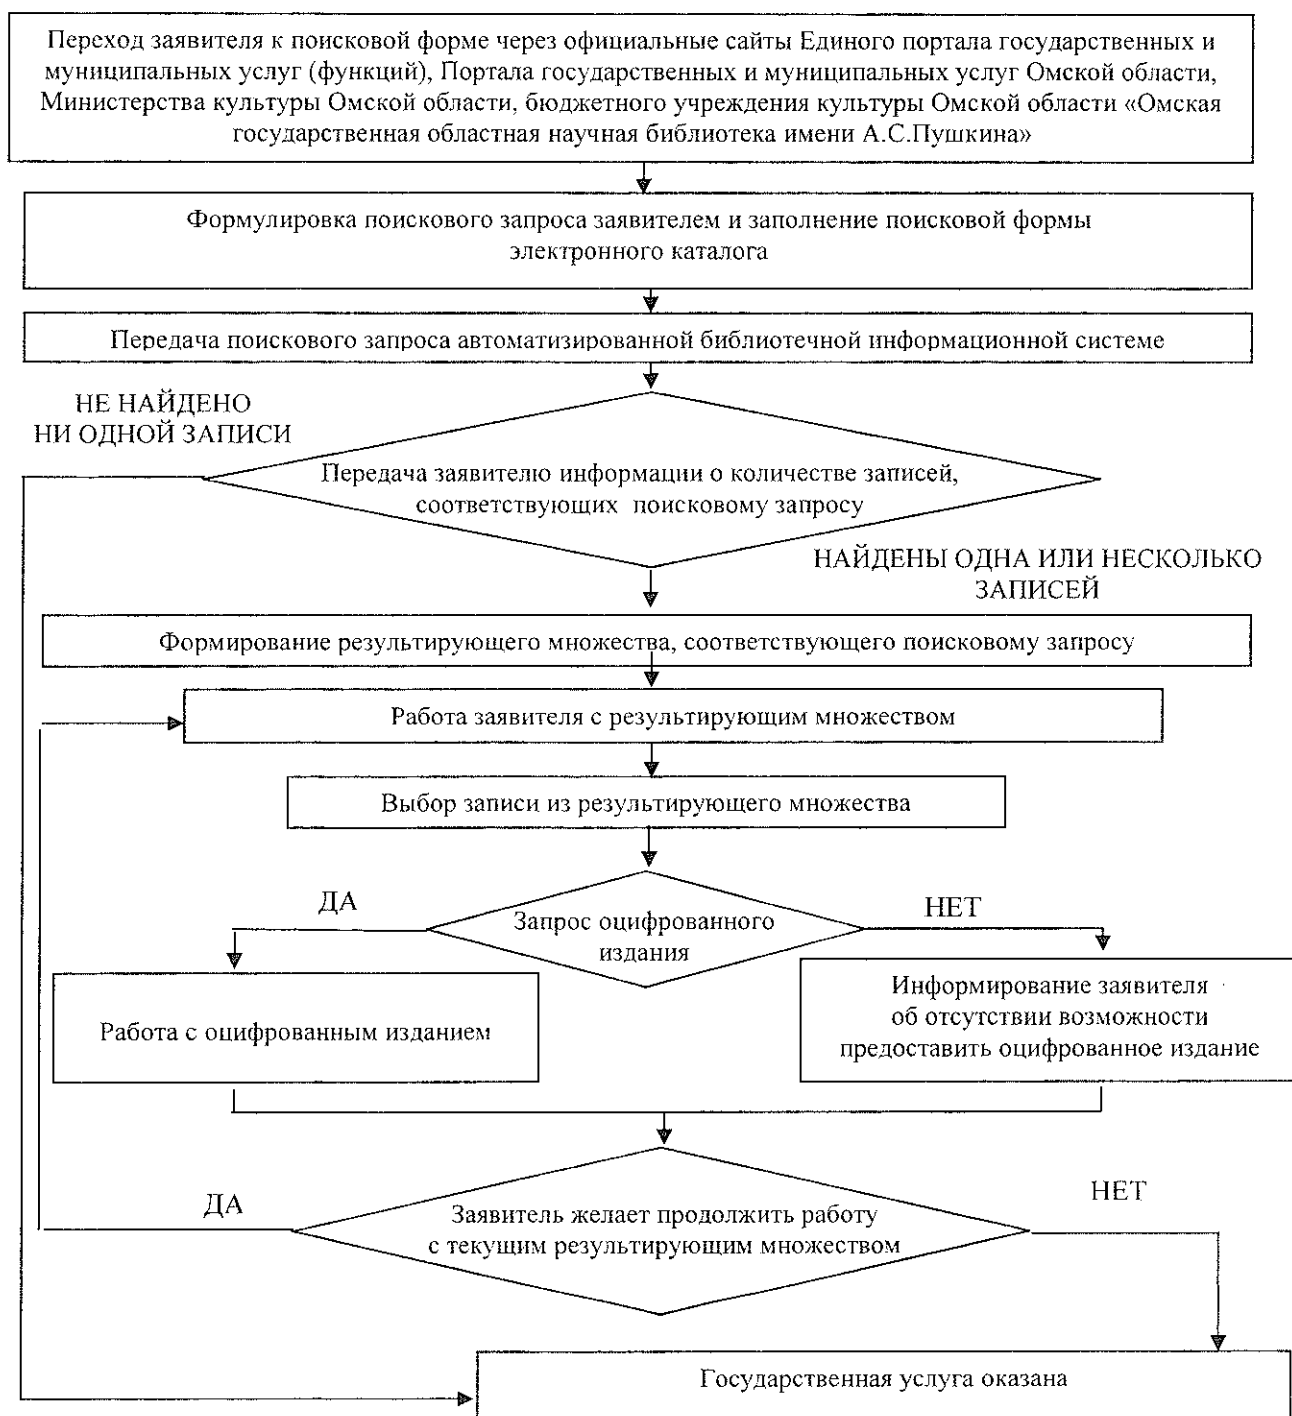 Переход заявителя к поисковой форме через официальные сайты Единого портала государственных и
муниципальных услуг (функций), Портала государственных и муниципальных услуг Омской области,
Министерства культуры Омской области, бюджетного учреждения культуры Омской области «Омская
государственная областная научная библиотека имени А.С.Пушкина»
Формулировка поискового запроса заявителем и заполнение поисковой формы
электронного каталога
Передача поискового запроса автоматизированной библиотечной информационной системе
НЕ НАЙДЕНО
НИ ОДНОЙ ЗАПИСИ
Передача заявителю информации о количестве записей,
соответствующих поисковому запросу
НАЙДЕНЫ ОДНА ИЛИ НЕСКОЛЬКО
ЗАПИСЕЙ
Формирование результирующего множества, соответствующего поисковому запросу
Работа заявителя с результирующим множеством
Выбор записи из результирующего множества
ДА
Запрос оцифрованного
издания
НЕТ
Работа с оцифрованным изданием
Информирование заявителя
об отсутствии возможности
предоставить оцифрованное издание
ДА
Заявитель желает продолжить работу
с текущим результирующим множеством
НЕТ
Государственная услуга оказана